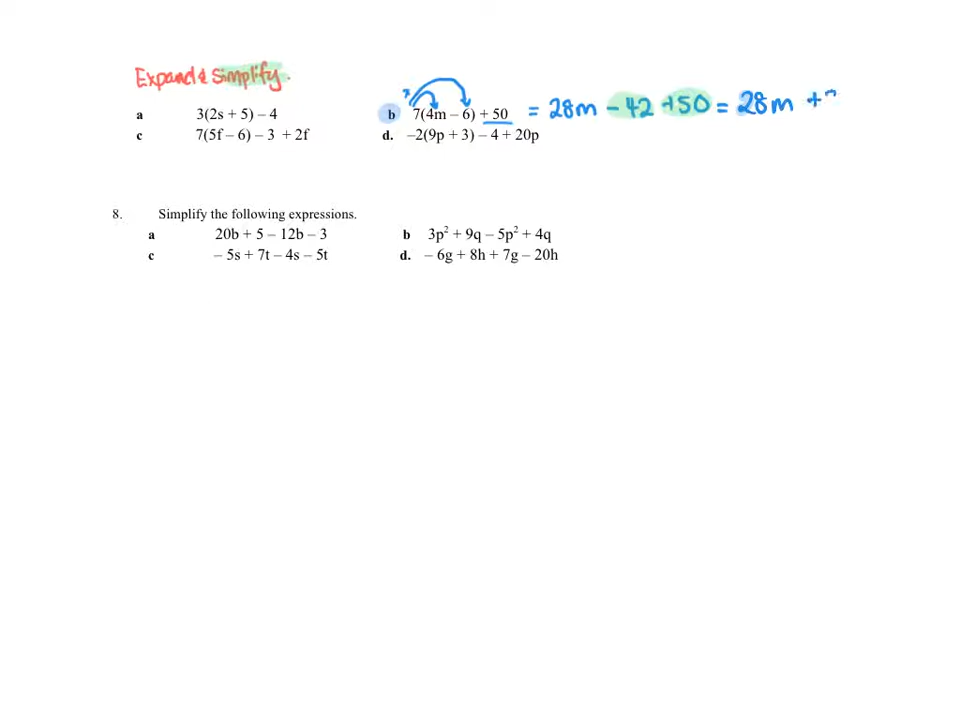 Expand & Simplify.
a 3(2s + 5) – 4 b 7(4m – 6) + 50 = 28m - 42 + 50 = 28m +
c 7(5f – 6) – 3 + 2f d. –2(9p + 3) – 4 + 20p
8. Simplify the following expressions.
a 20b + 5 – 12b – 3 b 3p² + 9q – 5p² + 4q
c – 5s + 7t – 4s – 5t d. – 6g + 8h + 7g – 20h